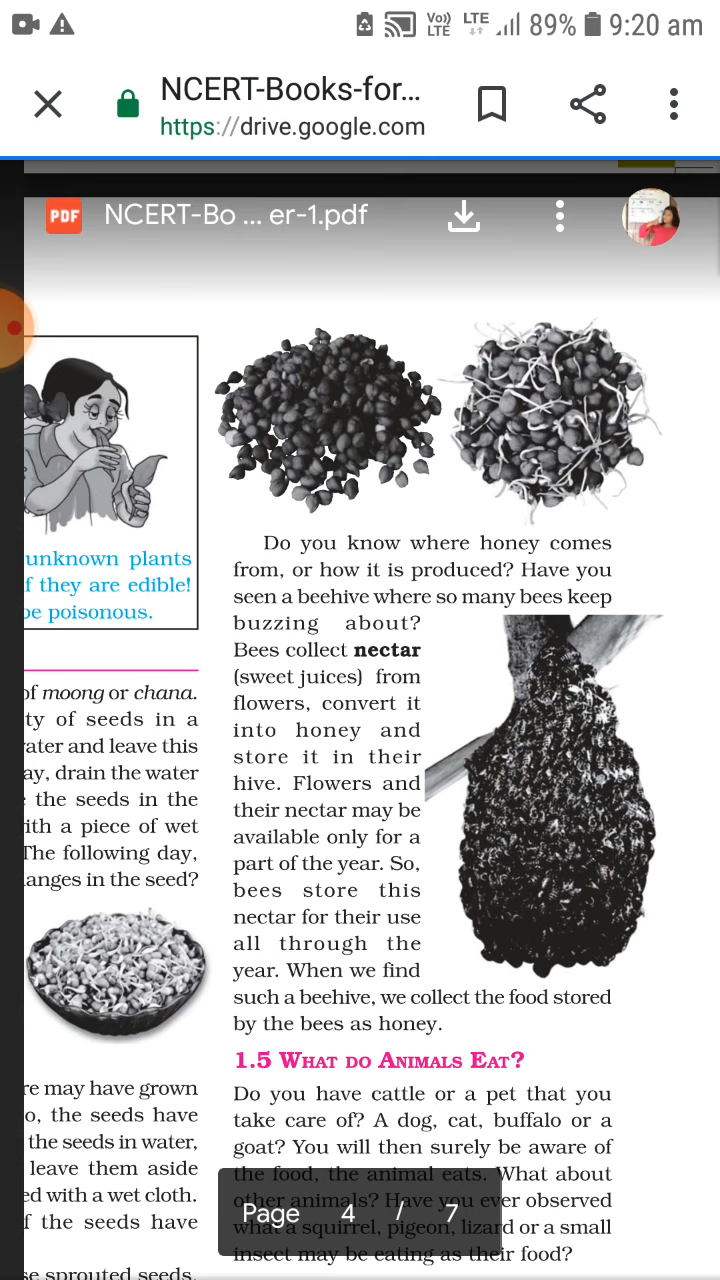 Vo)) LTE LTE 89% 9:20 am
NCERT-Books-for...
https://drive.google.com
PDF NCERT-Bo ... er-1.pdf
unknown plants
f they are edible!
be poisonous.
of moong or chana.
ty of seeds in a
ater and leave this
ay, drain the water
the seeds in the
ith a piece of wet
The following day,
anges in the seed?
re may have grown
o, the seeds have
the seeds in water,
leave them aside
ed with a wet cloth.
f the seeds have
se sprouted seeds.
Do you know where honey comes
from, or how it is produced? Have you
seen a beehive where so many bees keep
buzzing about?
Bees collect nectar
(sweet juices) from
flowers, convert it
into honey and
store it in their
hive. Flowers and
their nectar may be
available only for a
part of the year. So,
bees store this
nectar for their use
all through the
year. When we find
such a beehive, we collect the food stored
by the bees as honey.
1.5 WHAT DO ANIMALS EAT?
Do you have cattle or a pet that you
take care of? A dog, cat, buffalo or a
goat? You will then surely be aware of
the food, the animal eats. What about
other animals? Have you ever observed
what a squirrel, pigeon, lizard or a small
insect may be eating as their food?
Page 4 / 7